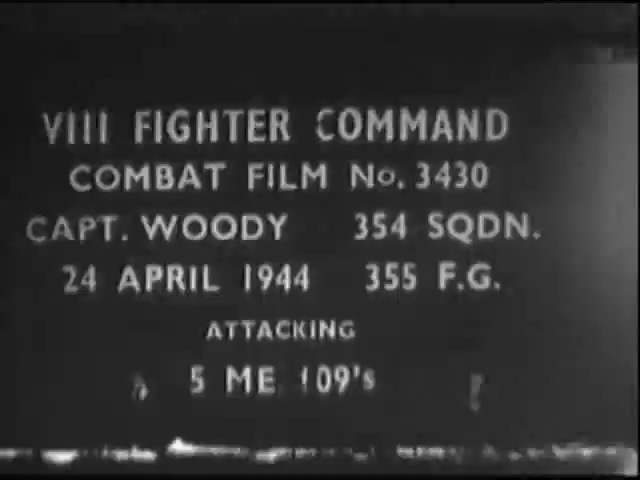 VIII FIGHTER COMMAND
COMBAT FILM No. 3430
CAPT. WOODY 354 SQDN.
24 APRIL 1944 355 F.G.
ATTACKING
5 ME 109's